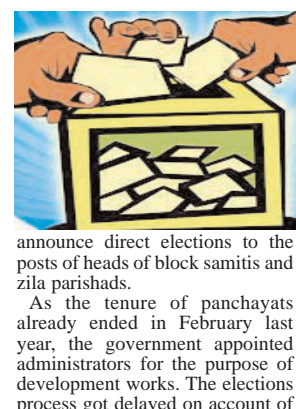 announce direct elections to the
posts of heads of block samitis and
zila parishads.
As the tenure of panchayats
already ended in February last
year, the government appointed
administrators for the purpose of
development works. The elections
process got delayed on account of